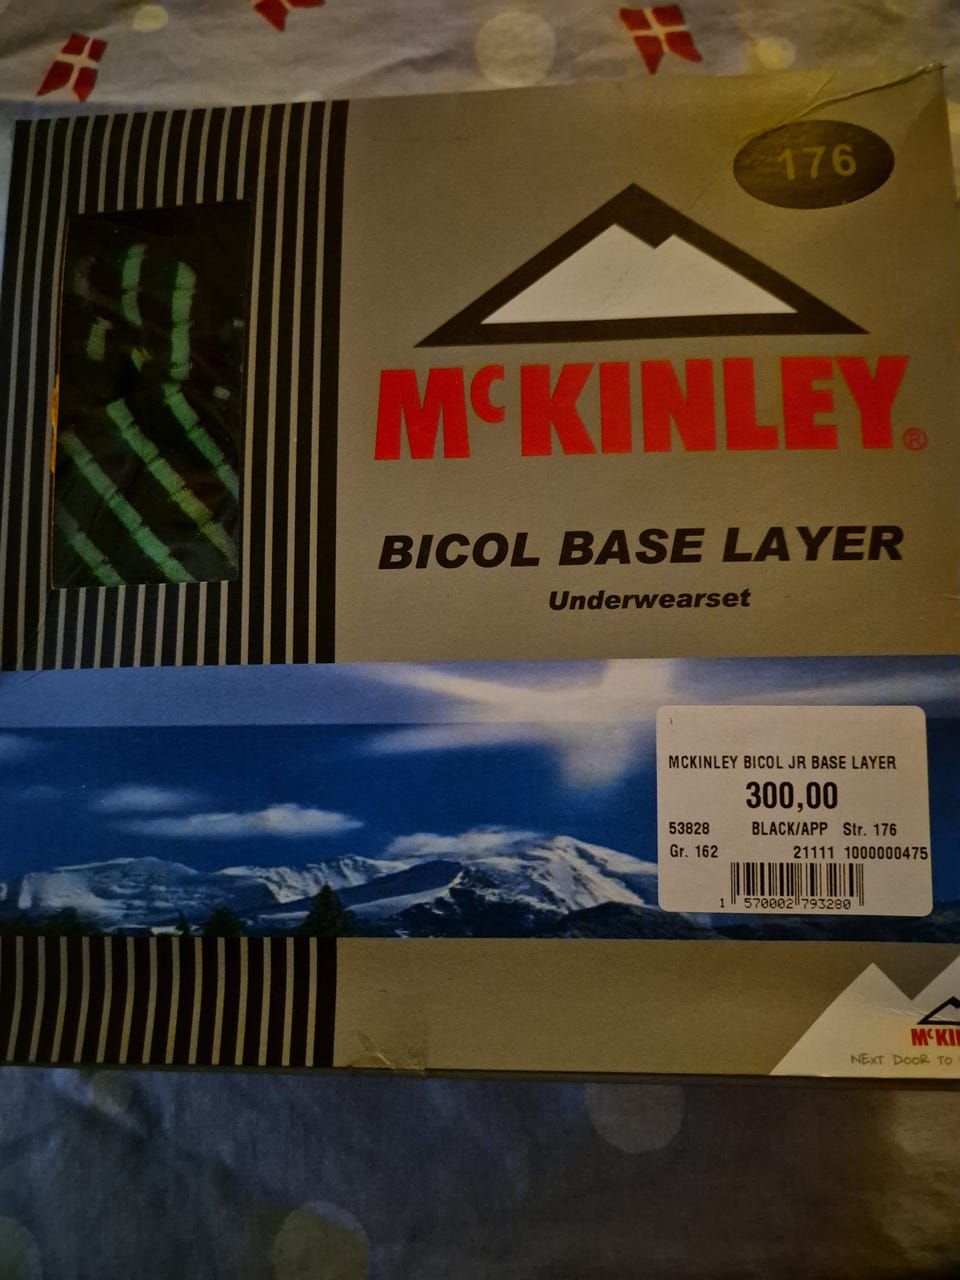 176
McKINLEY®
BICOL BASE LAYER
Underwearset
MCKINLEY BICOL JR BASE LAYER
300,00
53828 BLACK/APP Str. 176
Gr. 162 21111 1000000475
1 570002 793280
NEXT DOOR TO